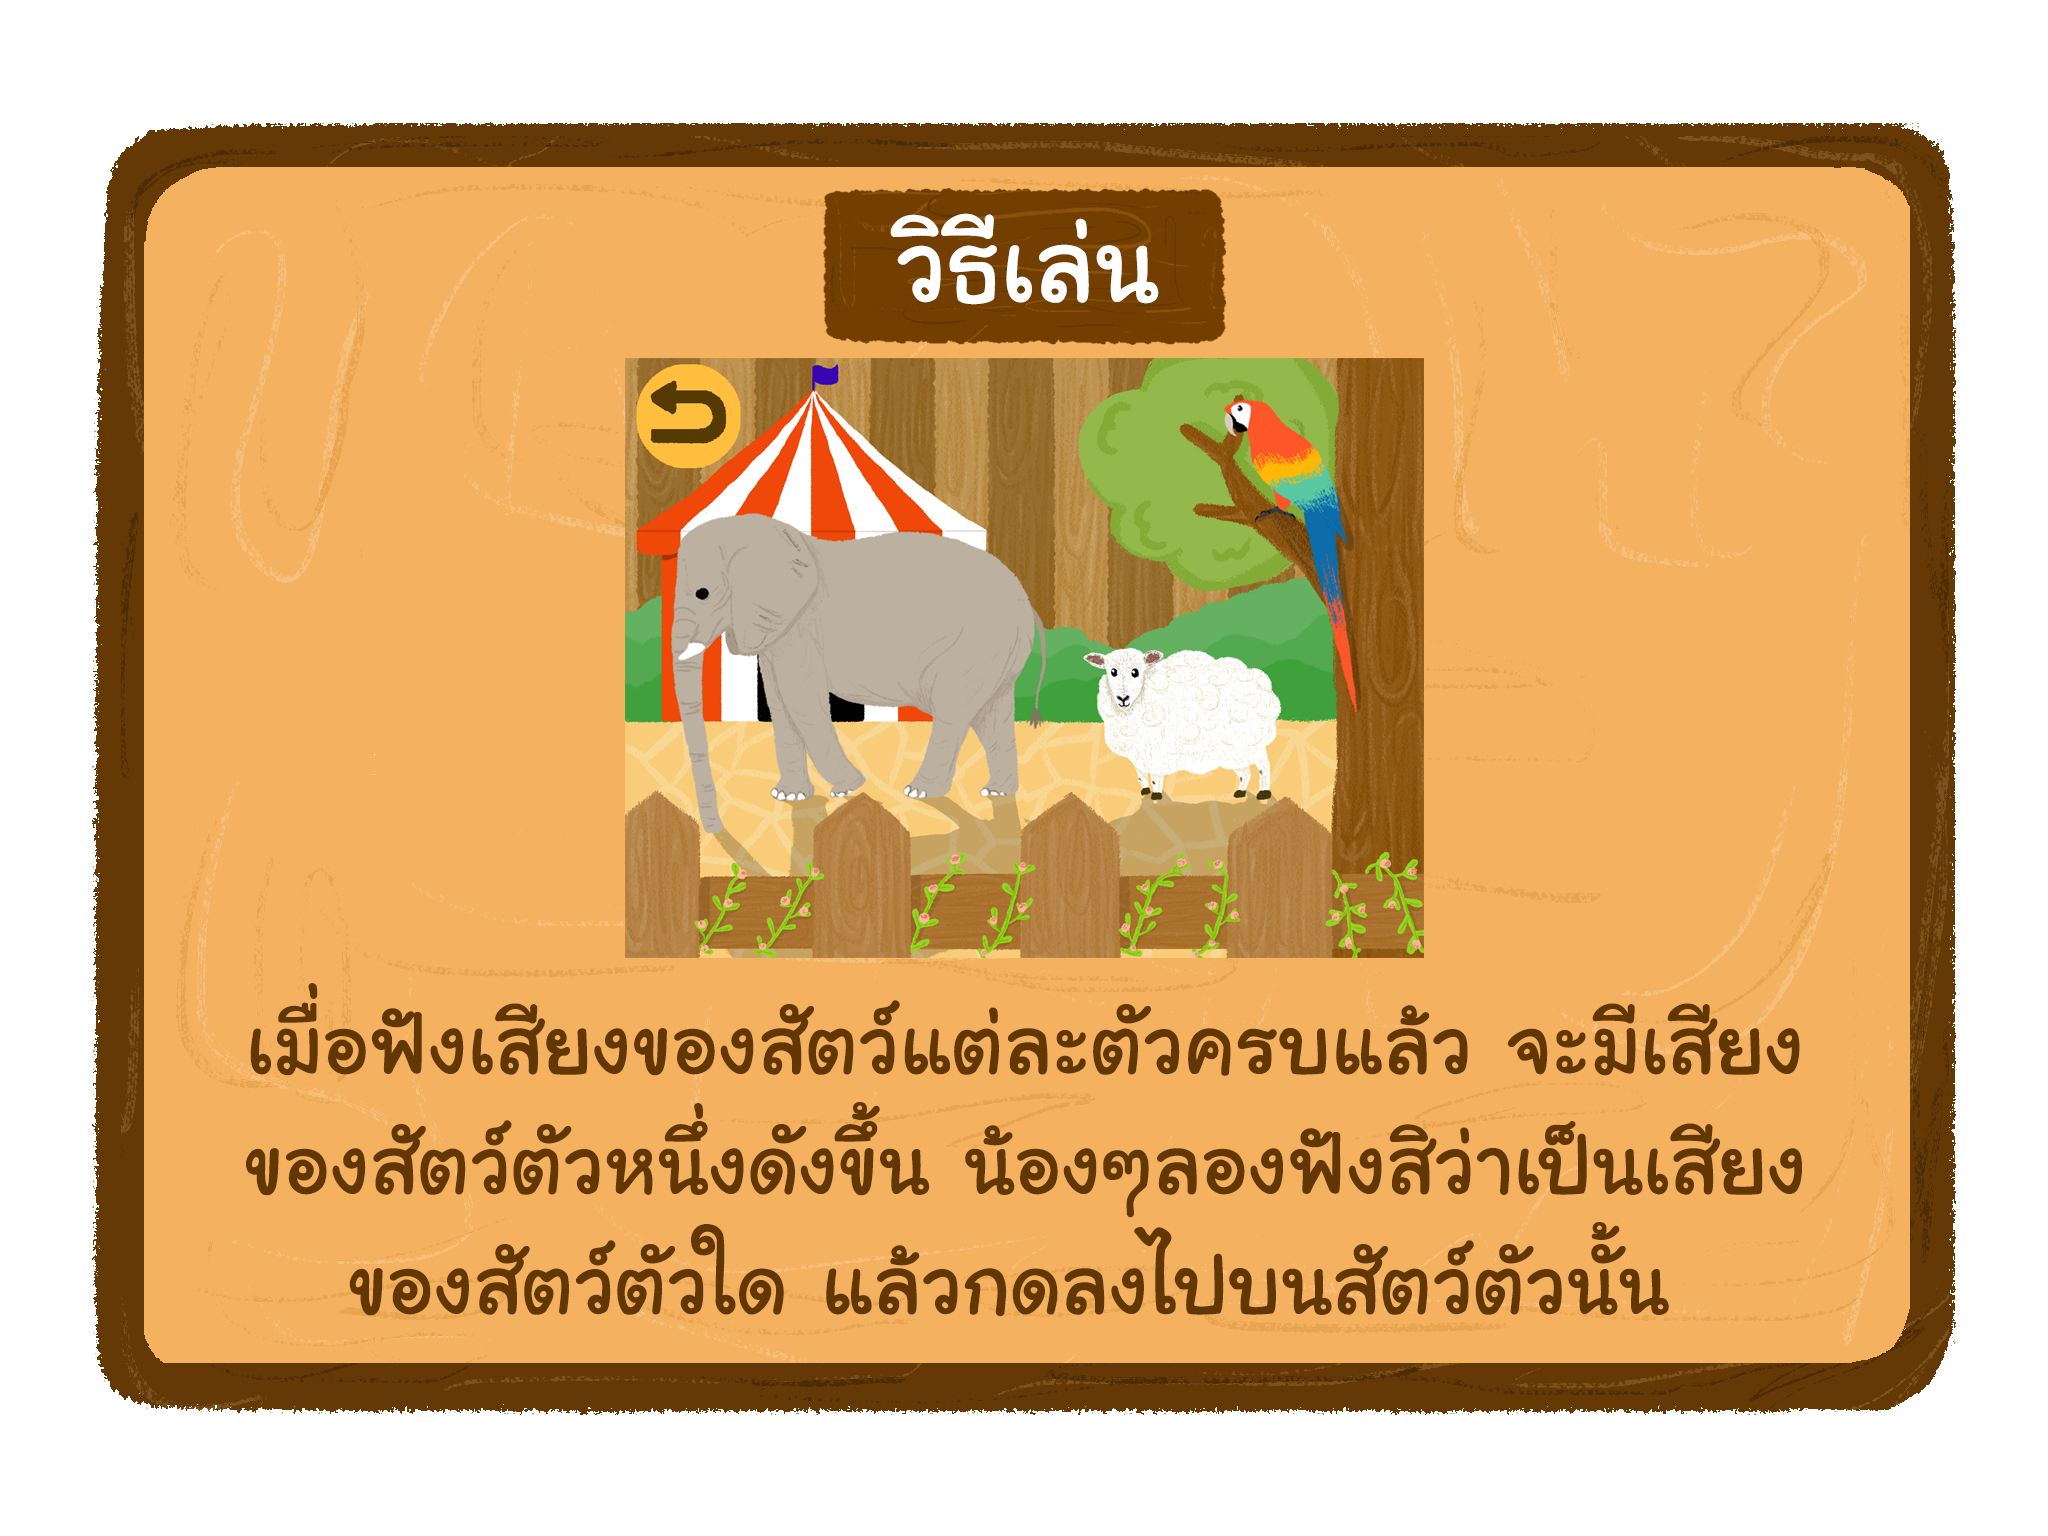 วิธีเล่น
เมื่อฟังเสียงของสัตว์แต่ละตัวครบแล้ว จะมีเสียง
ของสัตว์ตัวหนึ่งดังขึ้น น้องๆลองฟังสิว่าเป็นเสียง
ของสัตว์ตัวใด แล้วกดลงไปบนสัตว์ตัวนั้น